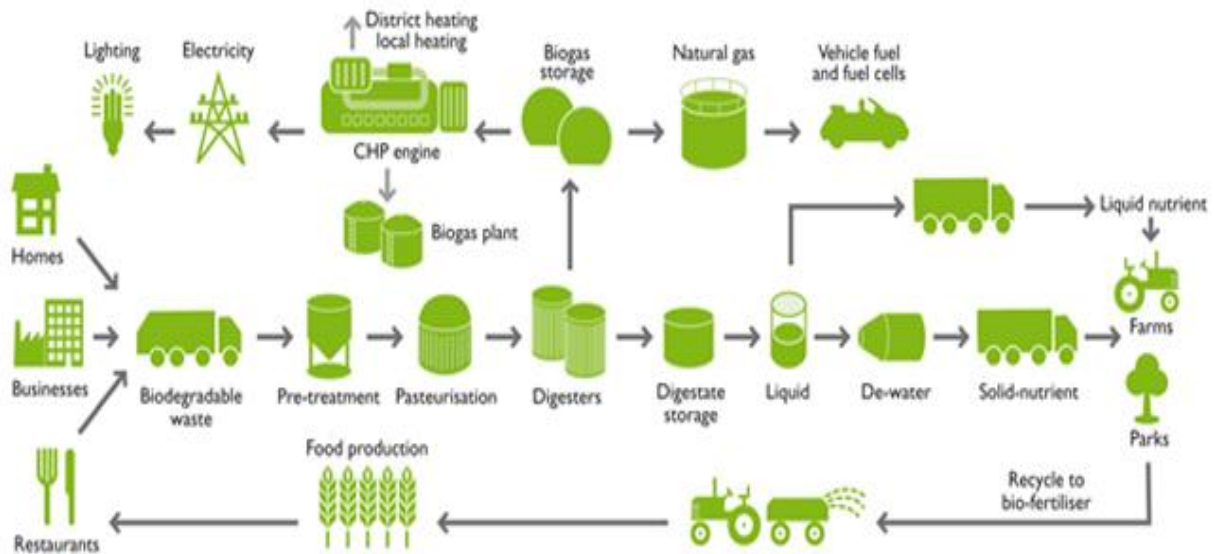 District heating
local heating
Lighting
Electricity
Biogas
storage
Natural gas
Vehicle fuel
and fuel cells
CHP engine
Biogas plant
Liquid nutrient
Homes
Businesses
Farms
Biodegradable
waste
Pre-treatment
Pasteurisation
Digesters
Digestate
storage
Liquid
De-water
Solid-nutrient
Parks
Food production
Recycle to
bio-fertiliser
Restaurants